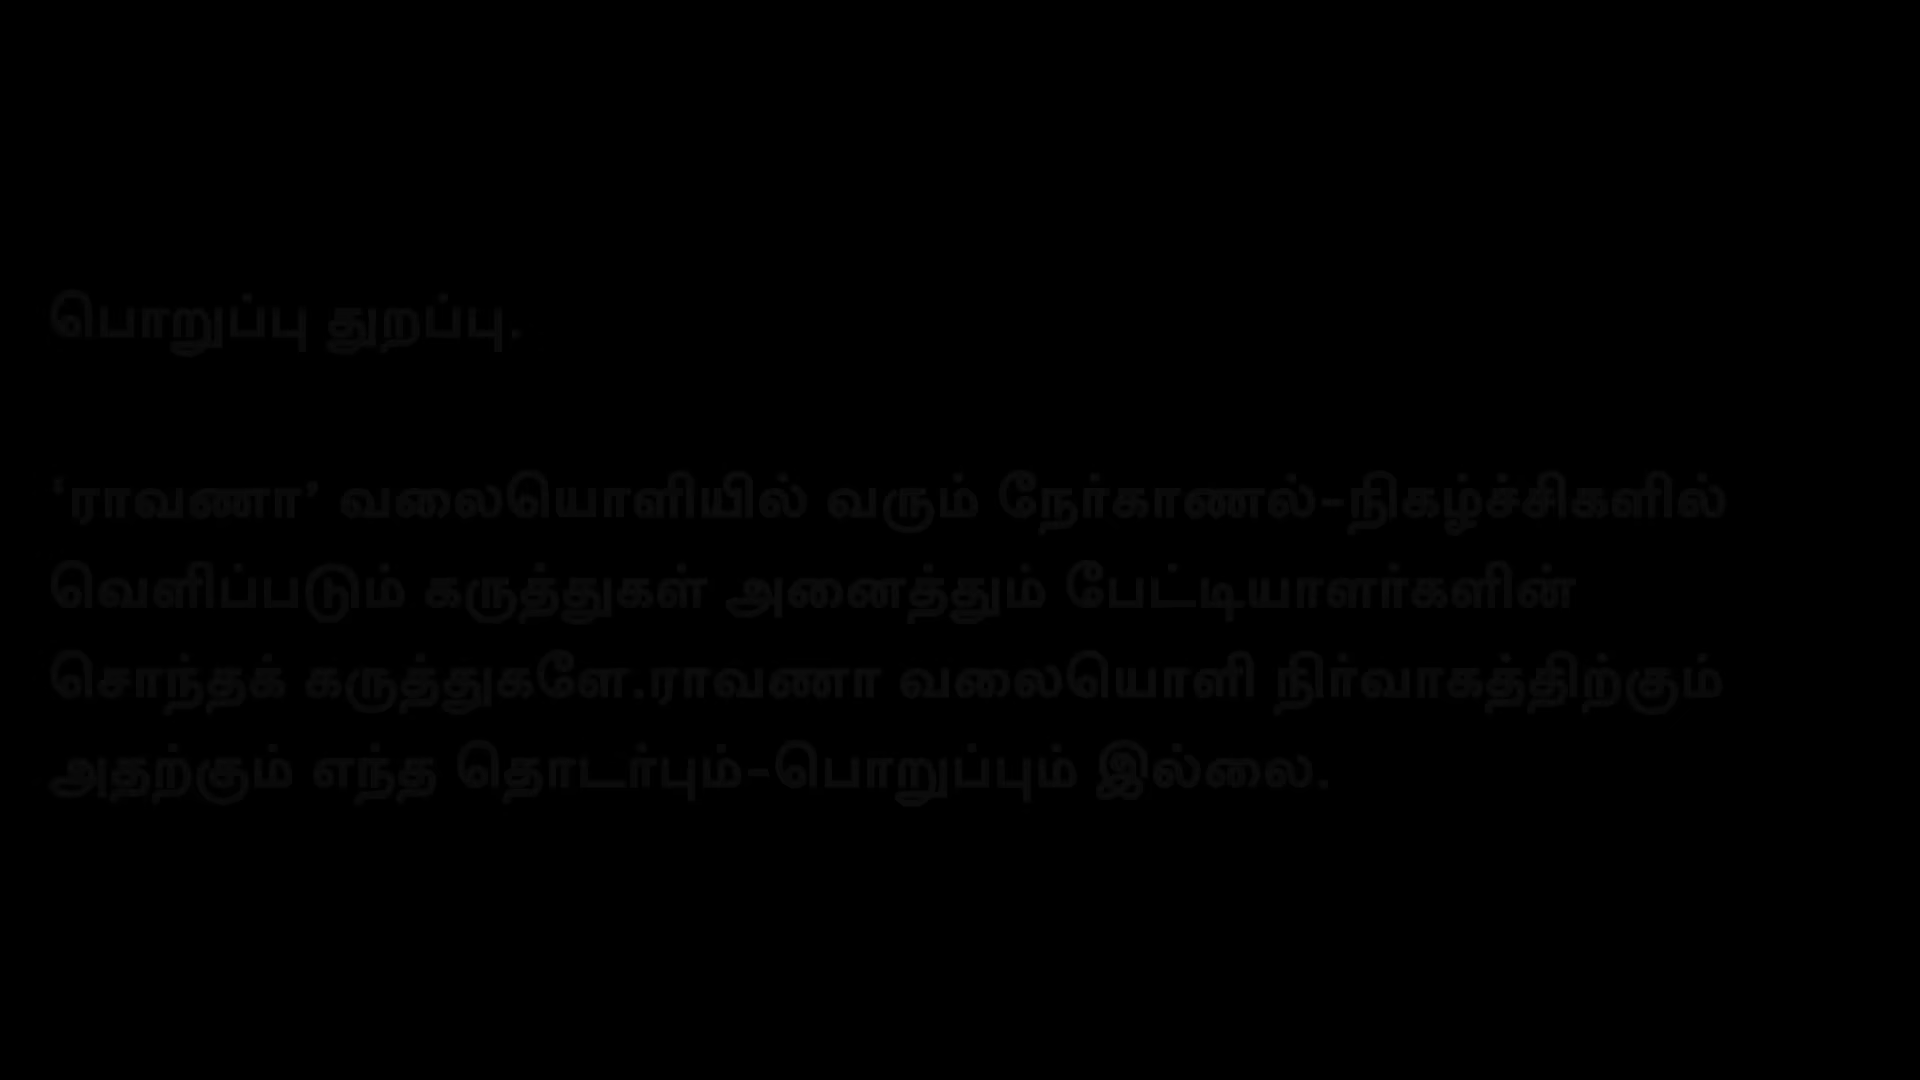 பொறுப்பு துறப்பு.
‘ராவணா’ வலையொளியில் வரும் நேர்காணல்-நிகழ்ச்சிகளில்
வெளிப்படும் கருத்துகள் அனைத்தும் பேட்டியாளர்களின்
சொந்தக் கருத்துகளே.ராவணா வலையொளி நிர்வாகத்திற்கும்
அதற்கும் எந்த தொடர்பும்-பொறுப்பும் இல்லை.